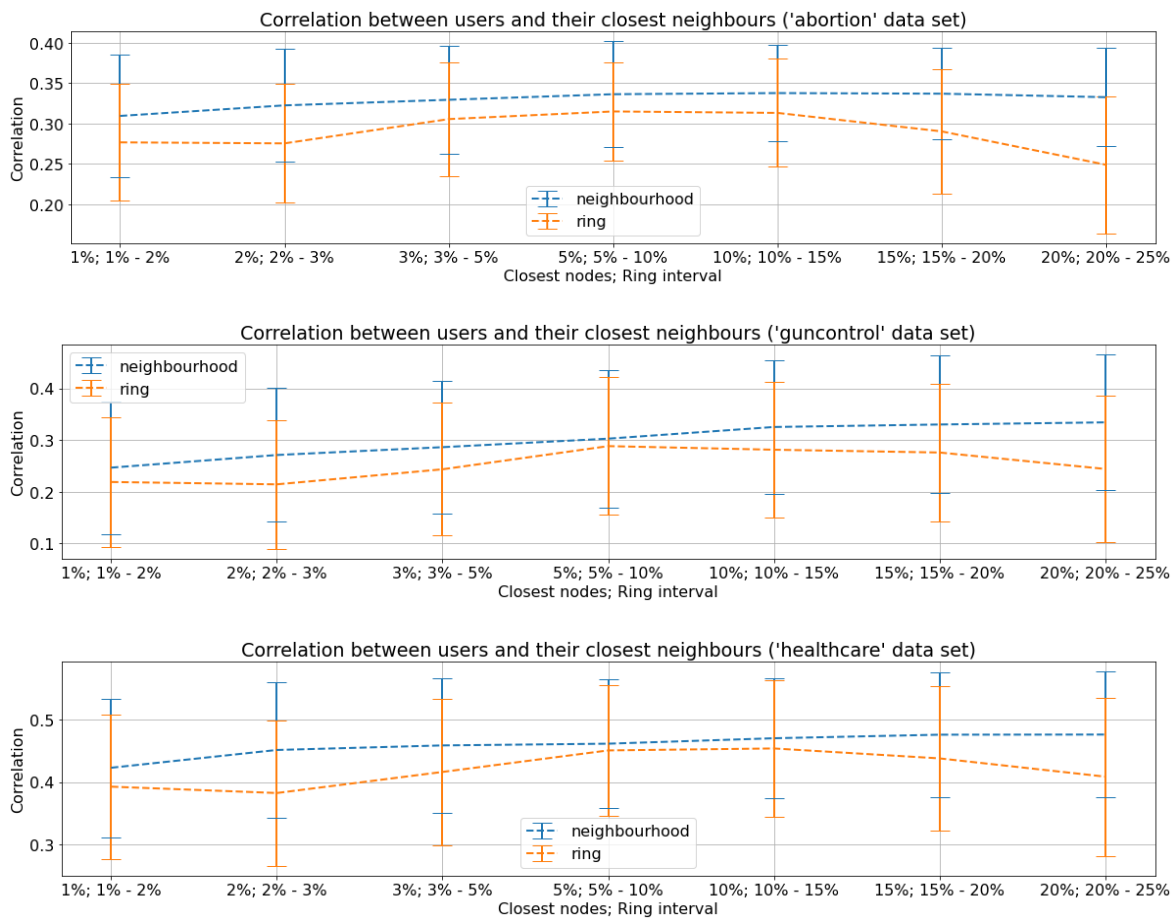 Correlation between users and their closest neighbours ('abortion' data set)
0.40
0.35
0.30
0.25
0.20
Correlation
neighbourhood
ring
1%; 1% - 2% 2%; 2% - 3% 3%; 3% - 5% 5%; 5% - 10% 10%; 10% - 15% 15%; 15% - 20% 20%; 20% - 25%
Closest nodes; Ring interval
Correlation between users and their closest neighbours ('guncontrol' data set)
neighbourhood
ring
0.4
0.3
0.2
0.1
Correlation
1%; 1% - 2% 2%; 2% - 3% 3%; 3% - 5% 5%; 5% - 10% 10%; 10% - 15% 15%; 15% - 20% 20%; 20% - 25%
Closest nodes; Ring interval
Correlation between users and their closest neighbours ('healthcare' data set)
0.5
0.4
0.3
Correlation
neighbourhood
ring
1%; 1% - 2% 2%; 2% - 3% 3%; 3% - 5% 5%; 5% - 10% 10%; 10% - 15% 15%; 15% - 20% 20%; 20% - 25%
Closest nodes; Ring interval